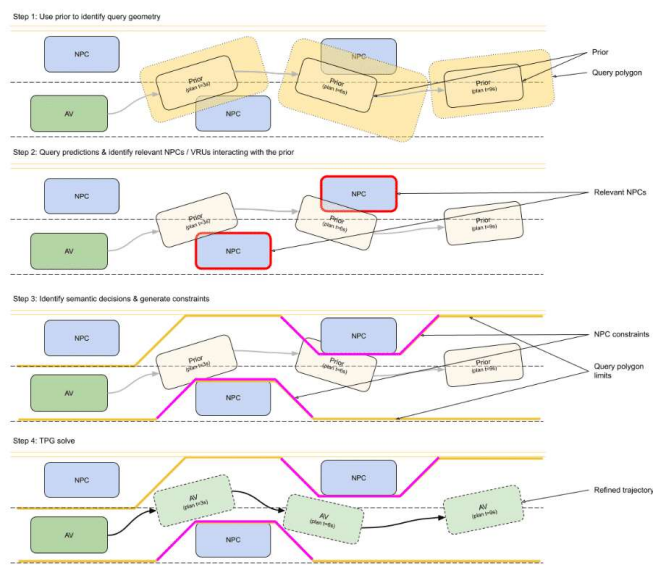 Step 1: Use prior to identify query geometry
NPC
NPC
Prior
(plan t=3s)
Prior
(plan t=6s)
Prior
(plan t=9s)
AV
NPC
Prior
Query polygon
Step 2: Query predictions & identify relevant NPCs / VRUs interacting with the prior
NPC
NPC
Prior
(plan t=3s)
Prior
(plan t=6s)
Prior
(plan t=9s)
AV
NPC
Relevant NPCs
Step 3: Identify semantic decisions & generate constraints
NPC
NPC
Prior
(plan t=3s)
Prior
(plan t=6s)
Prior
(plan t=9s)
AV
NPC
NPC constraints
Query polygon
limits
Step 4: TPG solve
NPC
NPC
AV
(plan t=3s)
AV
(plan t=6s)
AV
(plan t=9s)
AV
NPC
Refined trajectory